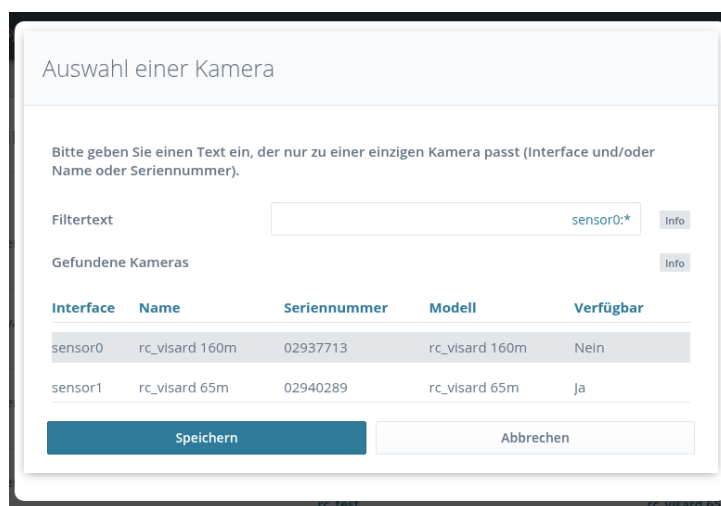 Auswahl einer Kamera
Bitte geben Sie einen Text ein, der nur zu einer einzigen Kamera passt (Interface und/oder
Name oder Seriennummer).
Filtertext sensor0:* Info
Gefundene Kameras Info
Interface Name Seriennummer Modell Verfügbar
sensor0 rc_visard 160m 02937713 rc_visard 160m Nein
sensor1 rc_visard 65m 02940289 rc_visard 65m Ja
Speichern Abbrechen